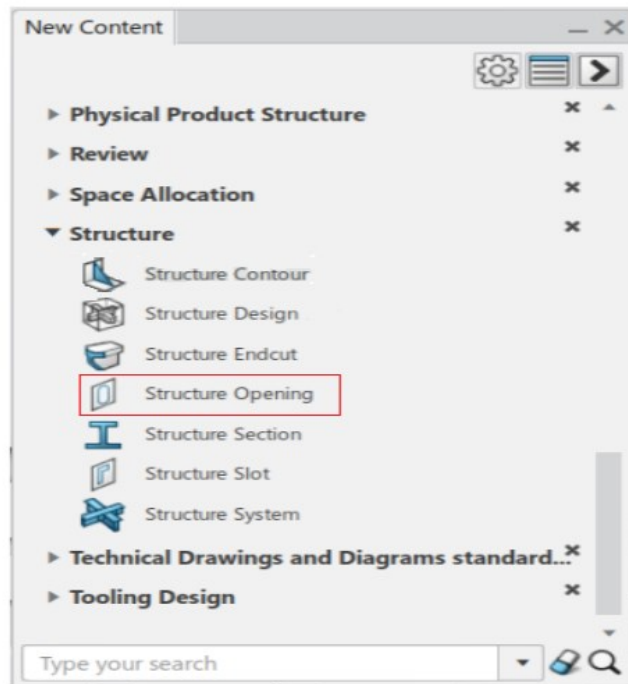 New Content
Physical Product Structure
Review
Space Allocation
Structure
Structure Contour
Structure Design
Structure Endcut
Structure Opening
Structure Section
Structure Slot
Structure System
Technical Drawings and Diagrams standard...
Tooling Design
Type your search